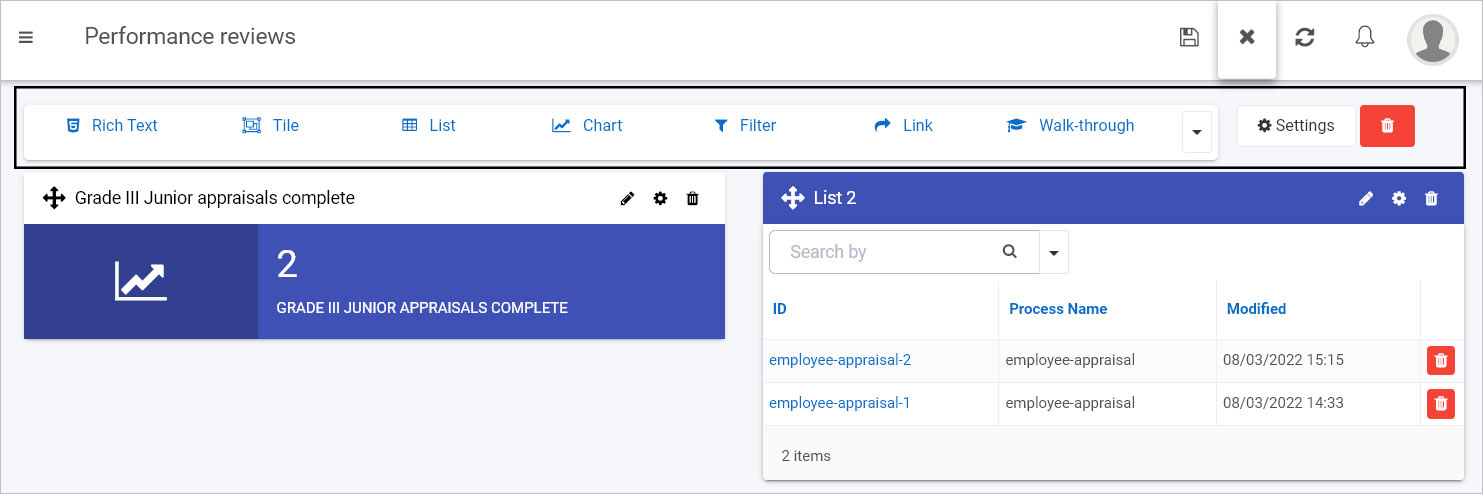 Performance reviews
Rich Text Tile List Chart Filter Link Walk-through Settings
Grade III Junior appraisals complete
2
GRADE III JUNIOR APPRAISALS COMPLETE
List 2
Search by
ID Process Name Modified
employee-appraisal-2 employee-appraisal 08/03/2022 15:15
employee-appraisal-1 employee-appraisal 08/03/2022 14:33
2 items